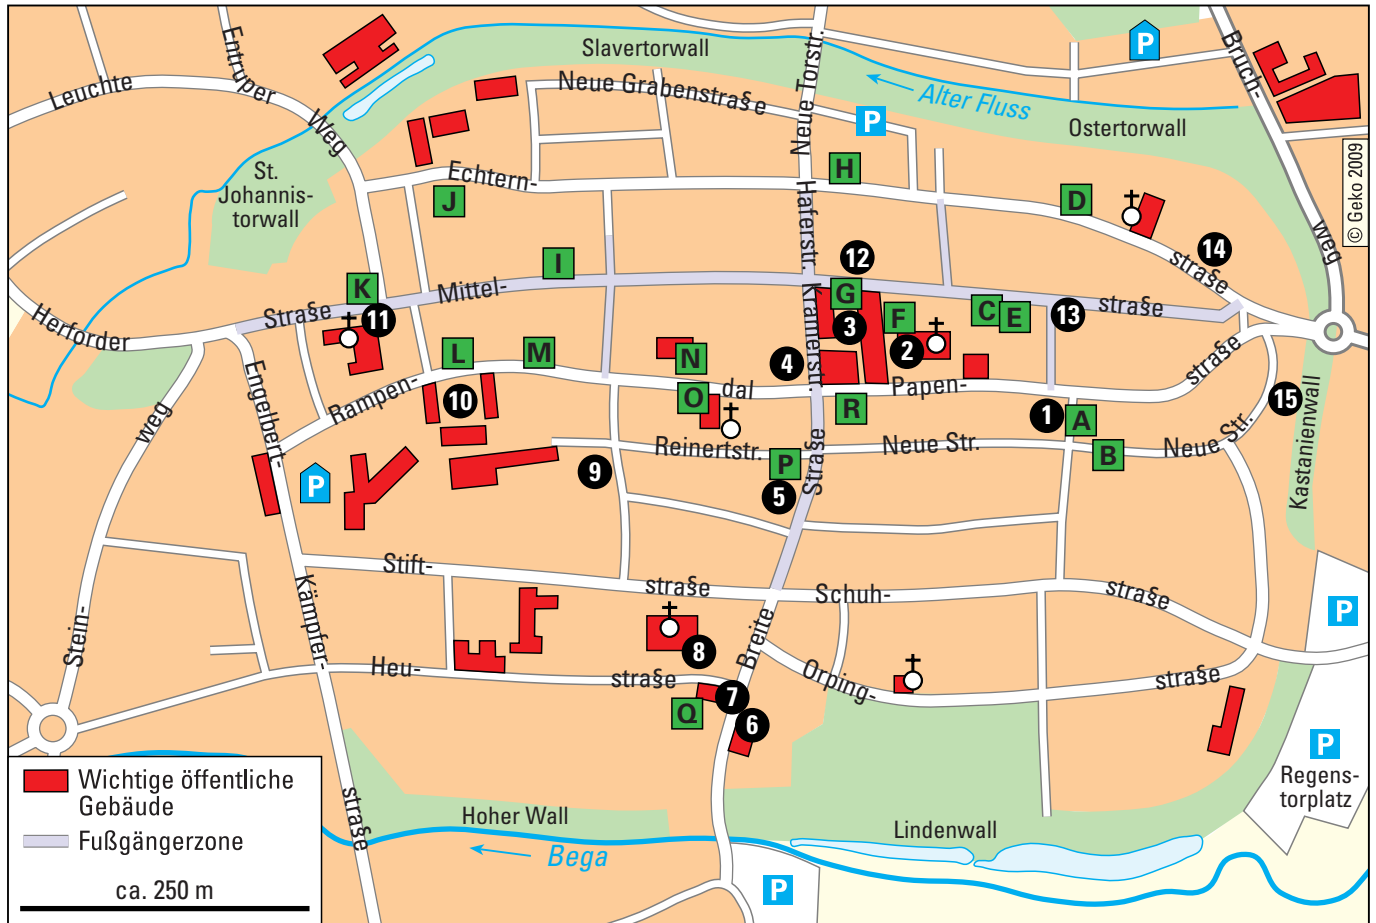 Slavertorwall
Leuchte
Entruper
Weg
Neue Grabenstraße
Neue Torstr.
Alter Fluss
Ostertorwall
Bruch-
weg
P
P
© Geko 2009
St.
Johannis-
torwall
Echtern-
straße
J
H
D
14
Haferstr.
Kramerstr.
Herforder
Straße
Mittel-
straße
K
11
I
12
G
3
F
2
C
E
13
Rampen-
dal
Papen-
straße
L
M
N
O
4
R
10
1
A
B
15
Kastanienwall
Engelbert-
Kämpfer-
straße
Stein-
weg
Reinertstr.
Neue Str.
Neue Str.
Straße
P
5
9
P
Stift-
straße
Schuh-
straße
P
Breite
Heu-
straße
8
7
6
Q
Orping-
straße
P
Regens-
torplatz
Hoher Wall
Bega
Lindenwall
P
Wichtige öffentliche
Gebäude
Fußgängerzone
ca. 250 m